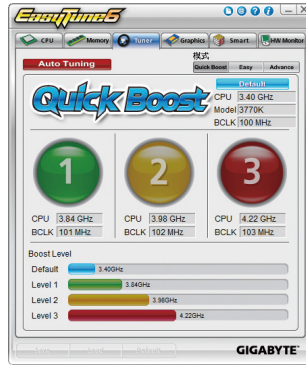 EasyTune6
CPU
Memory
Tuner
Graphics
Smart
HW Monitor
模式
Auto Tuning
Quick Boost
Easy
Advance
Quick Boost
Default
CPU 3.40 GHz
Model 3770K
BCLK 100 MHz
1
2
3
CPU 3.84 GHz
CPU 3.98 GHz
CPU 4.22 GHz
BCLK 101 MHz
BCLK 102 MHz
BCLK 103 MHz
Boost Level
Default 3.40GHz
Level 1 3.84GHz
Level 2 3.98GHz
Level 3 4.22GHz
GIGABYTE